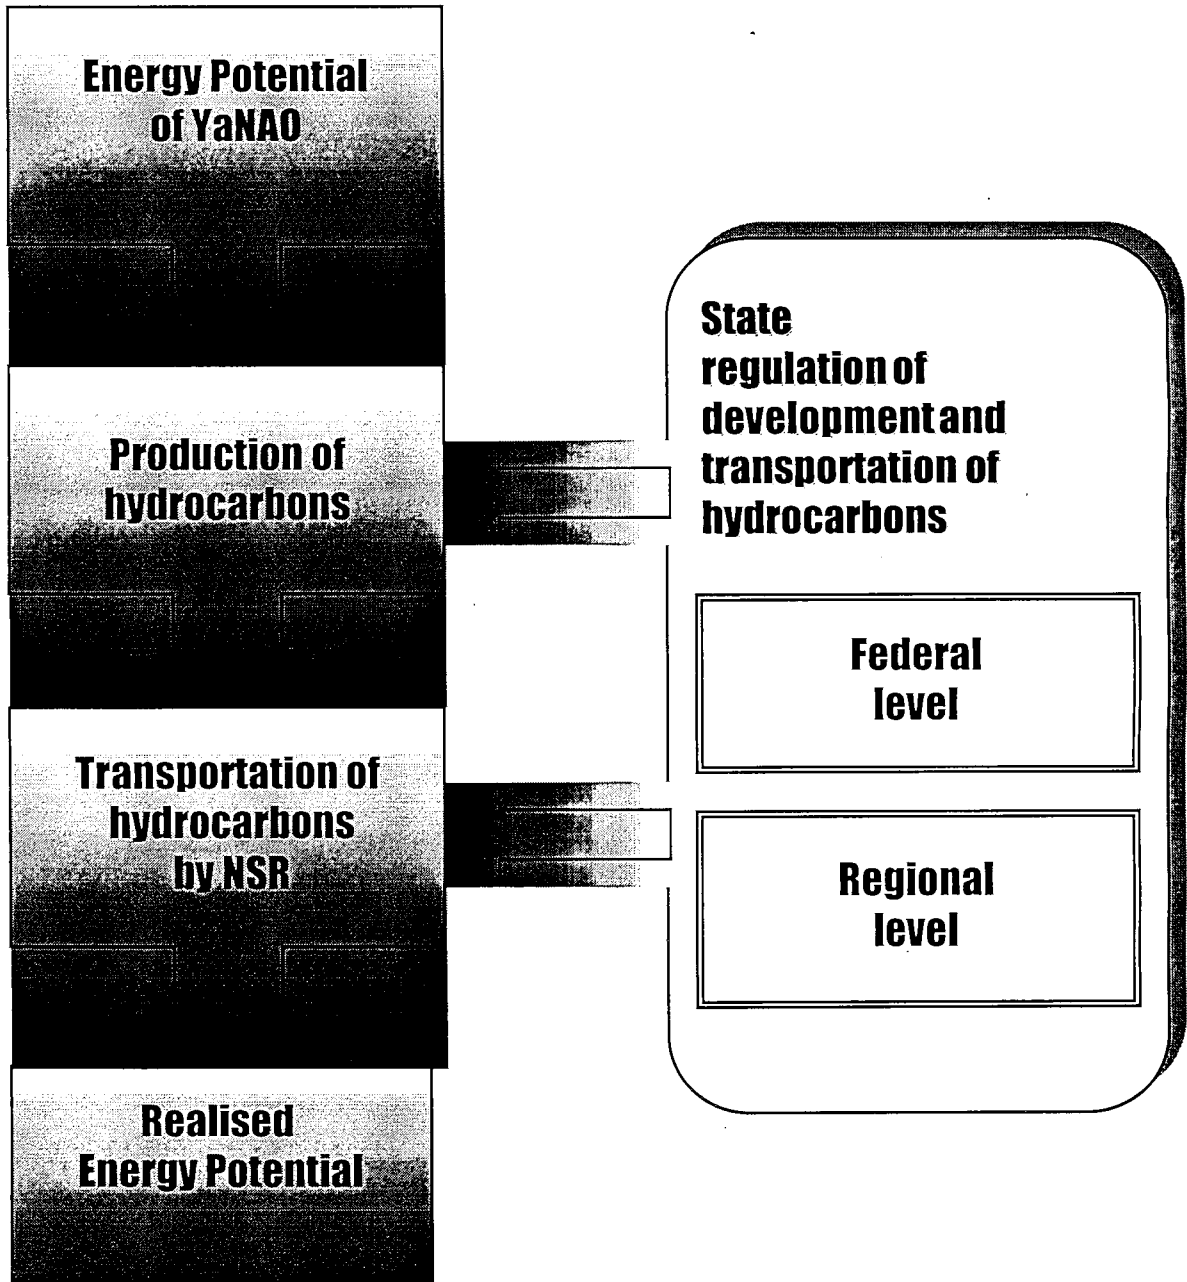 Energy Potential
of YaNAO
Production of
hydrocarbons
Transportation of
hydrocarbons
by NSR
Realised
Energy Potential
State
regulation of
development and
transportation of
hydrocarbons
Federal
level
Regional
level